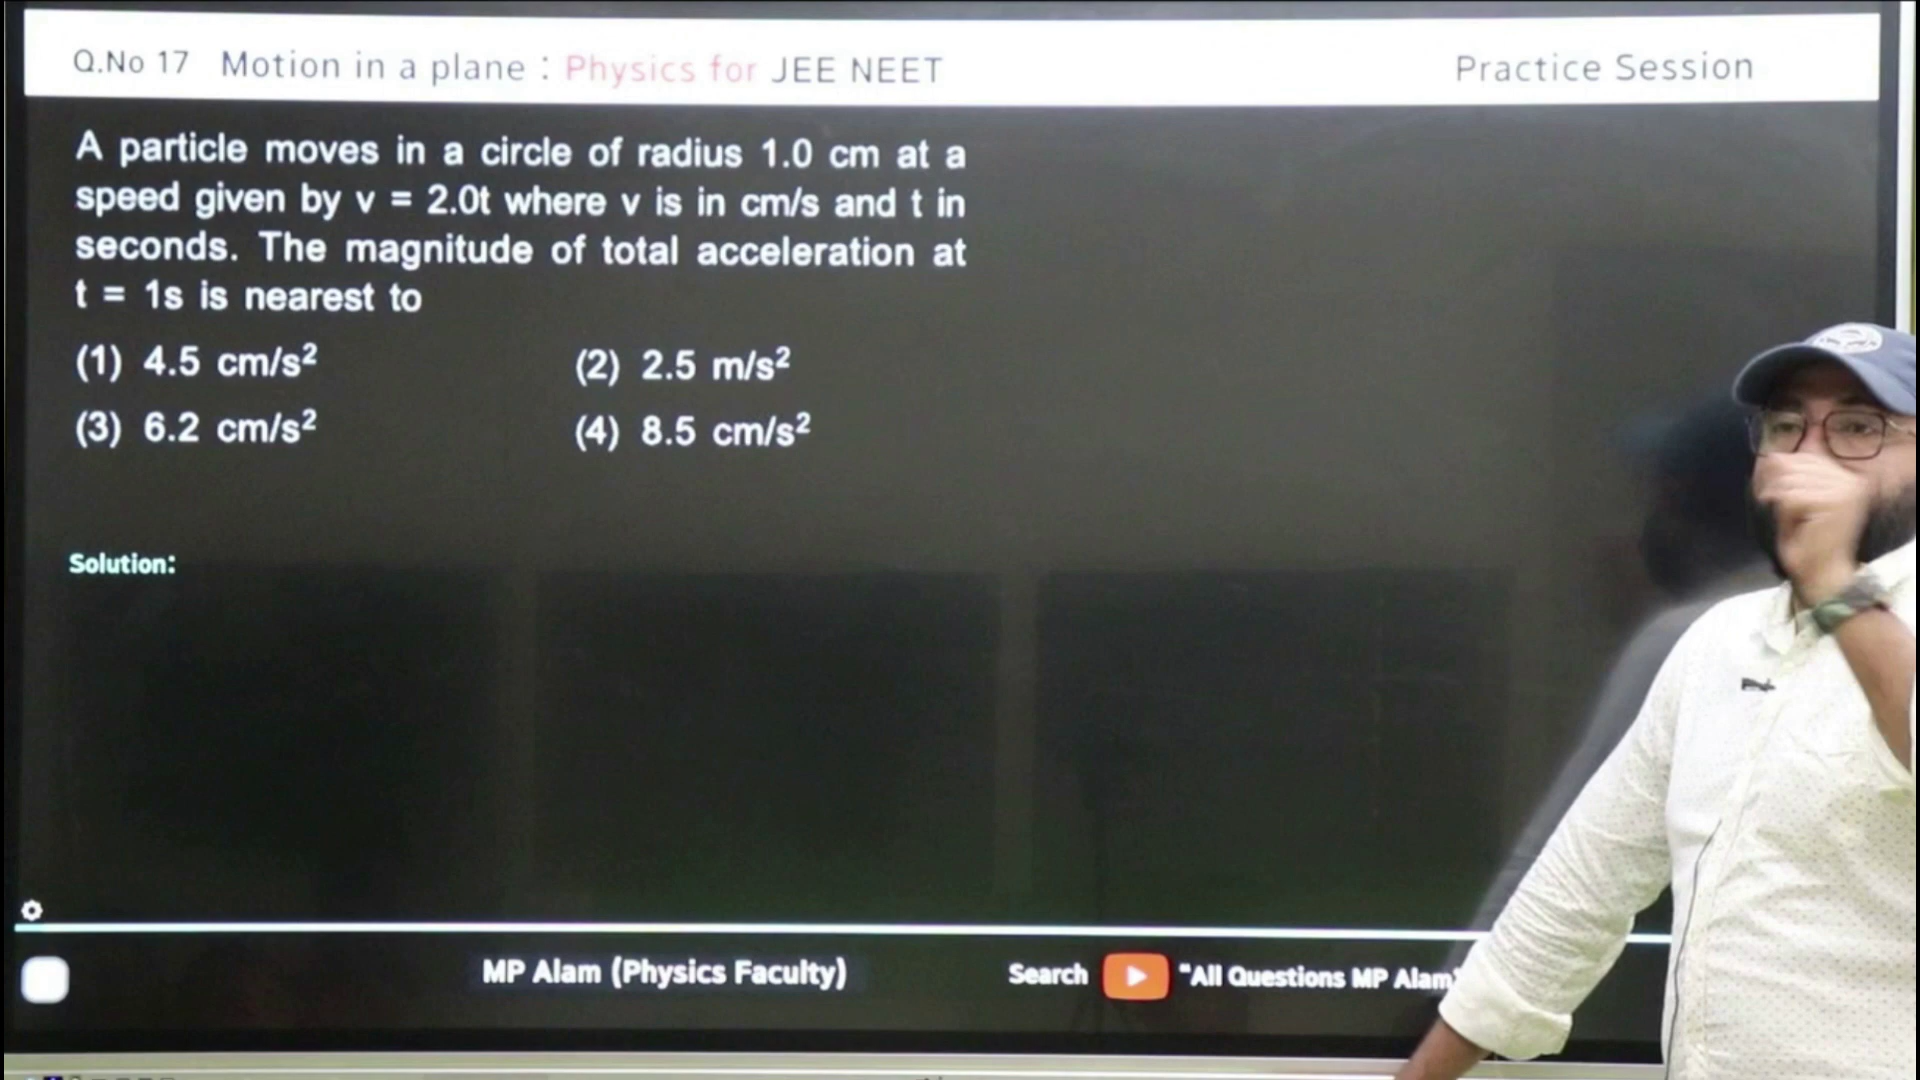 Q.No 17 Motion in a plane : Physics for JEE NEET
Practice Session
A particle moves in a circle of radius 1.0 cm at a
speed given by v = 2.0t where v is in cm/s and t in
seconds. The magnitude of total acceleration at
t = 1s is nearest to
(1) 4.5 cm/s² (2) 2.5 m/s²
(3) 6.2 cm/s² (4) 8.5 cm/s²
Solution:
MP Alam (Physics Faculty)
Search "All Questions MP Alam"